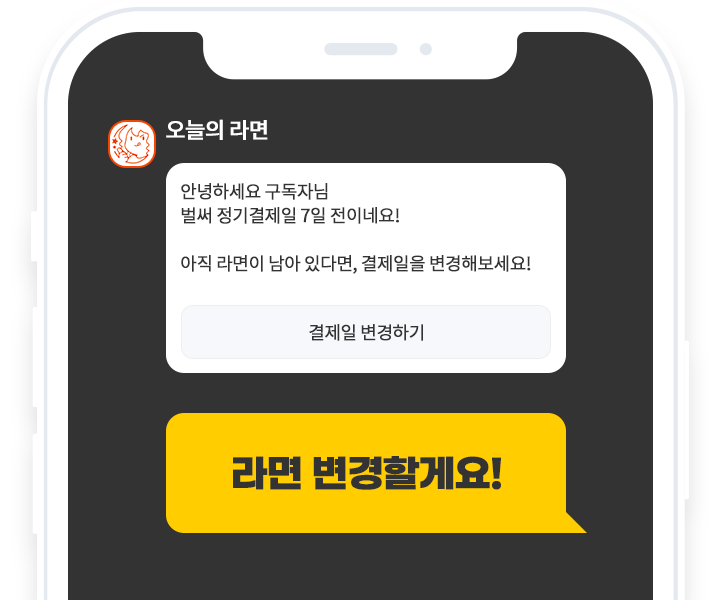 오늘의 라면
안녕하세요 구독자님
벌써 정기결제일 7일 전이네요!
아직 라면이 남아 있다면, 결제일을 변경해보세요!
결제일 변경하기
라면 변경할게요!